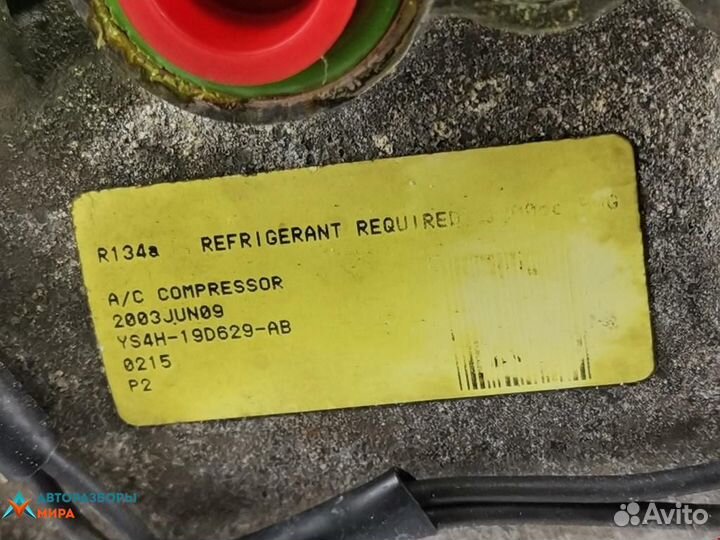 R134a REFRIGERANT REQUIRED
A/C COMPRESSOR
2003JUN09
YS4H-19D629-AB
0215
P2
АВТОРАЗБОРЫ
МИРА
Avito